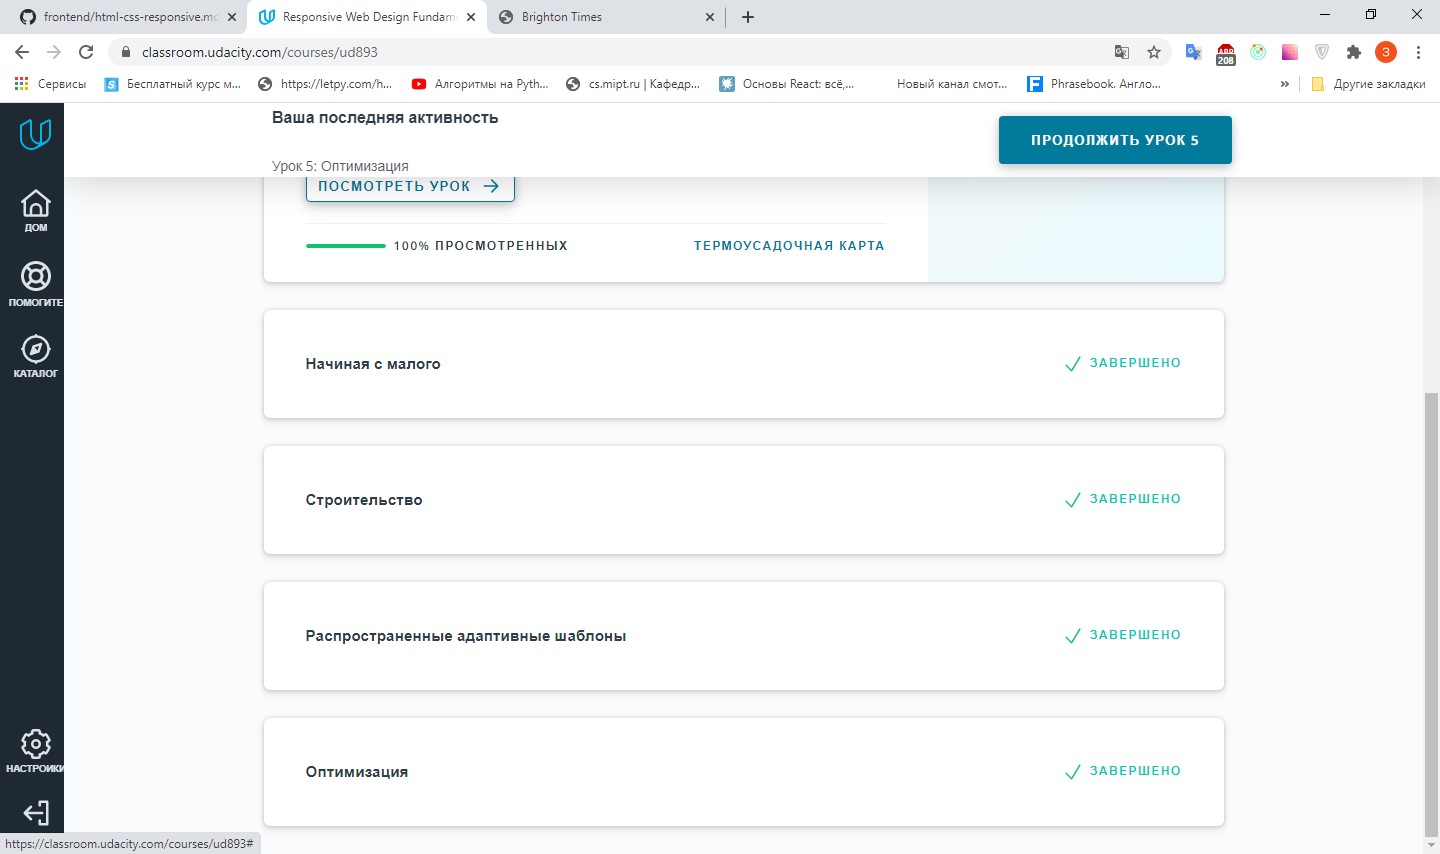 frontend/html-css-responsive.mo
Responsive Web Design Fundam
Brighton Times
classroom.udacity.com/courses/ud893
ABP
208
З
Сервисы
S
Бесплатный курс м...
https://letpy.com/h...
Алгоритмы на Pyth...
cs.mipt.ru | Кафедр...
Основы React: всё,...
Новый канал смот...
F
Phrasebook. Англо...
»
Другие закладки
Ваша последняя активность
ПРОДОЛЖИТЬ УРОК 5
Урок 5: Оптимизация
ПОСМОТРЕТЬ УРОК
100% ПРОСМОТРЕННЫХ
ТЕРМОУСАДОЧНАЯ КАРТА
ДОМ
ПОМОГИТЕ
КАТАЛОГ
Начиная с малого
ЗАВЕРШЕНО
Строительство
ЗАВЕРШЕНО
Распространенные адаптивные шаблоны
ЗАВЕРШЕНО
Оптимизация
ЗАВЕРШЕНО
НАСТРОЙКИ
https://classroom.udacity.com/courses/ud893#